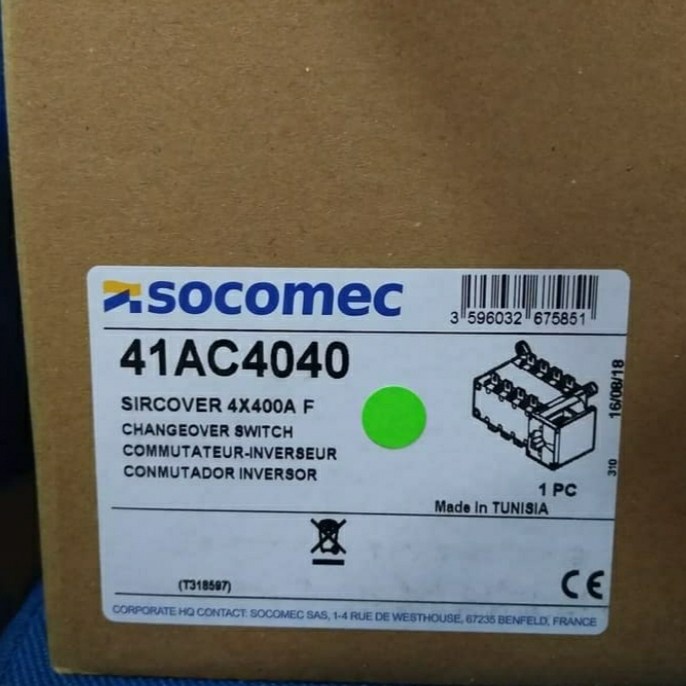 socomec
3 596032 675851
41AC4040
SIRCOVER 4X400A F
CHANGEOVER SWITCH
COMMUTATEUR-INVERSEUR
CONMUTADOR INVERSOR
16/08/18
310
1 PC
Made in TUNISIA
(T318597)
CE
CORPORATE HQ CONTACT: SOCOMEC SAS, 1-4 RUE DE WESTHOUSE, 67235 BENFELD, FRANCE